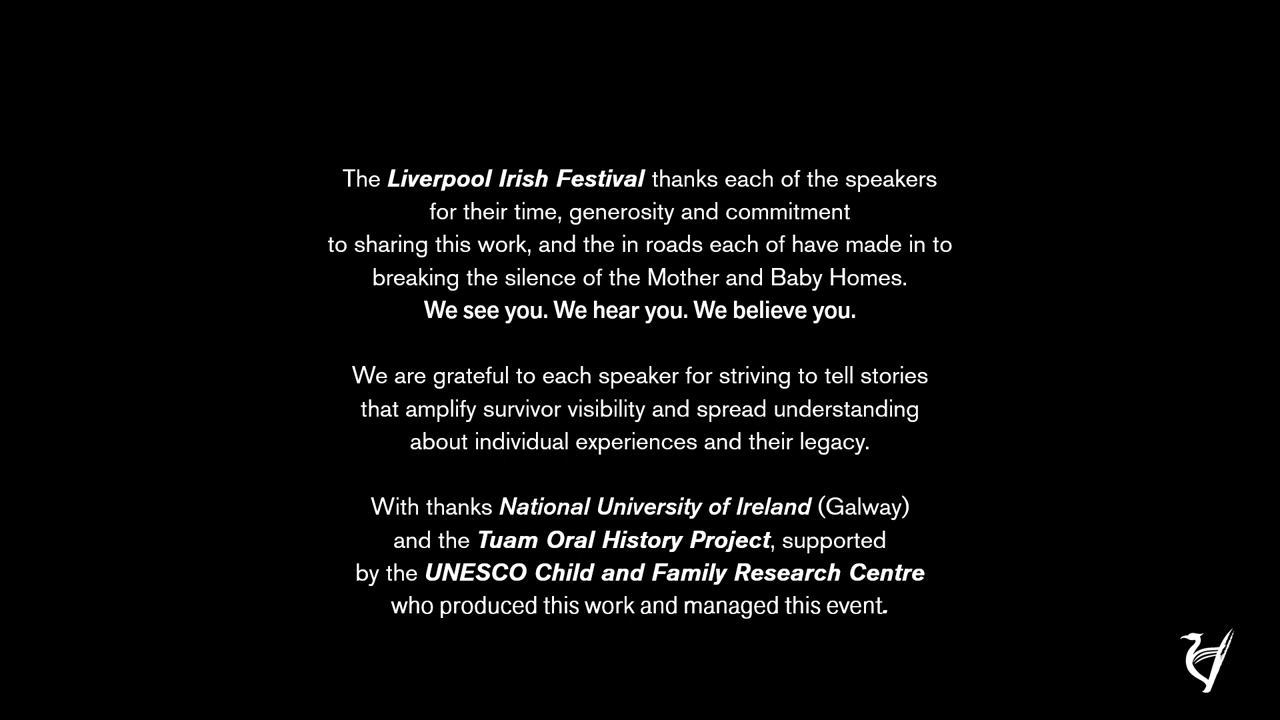 The Liverpool Irish Festival thanks each of the speakers
for their time, generosity and commitment
to sharing this work, and the in roads each of have made in to
breaking the silence of the Mother and Baby Homes.
We see you. We hear you. We believe you.
We are grateful to each speaker for striving to tell stories
that amplify survivor visibility and spread understanding
about individual experiences and their legacy.
With thanks National University of Ireland (Galway)
and the Tuam Oral History Project, supported
by the UNESCO Child and Family Research Centre
who produced this work and managed this event.